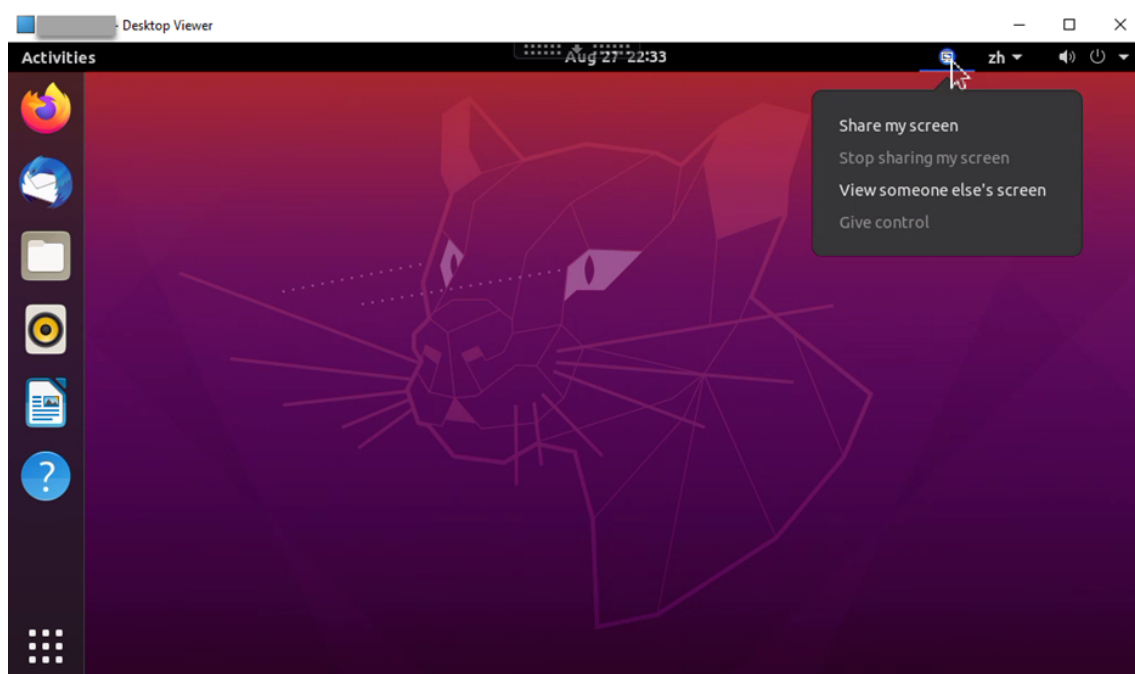 - Desktop Viewer
Activities
Aug 27 22:33
zh
Share my screen
Stop sharing my screen
View someone else's screen
Give control
?